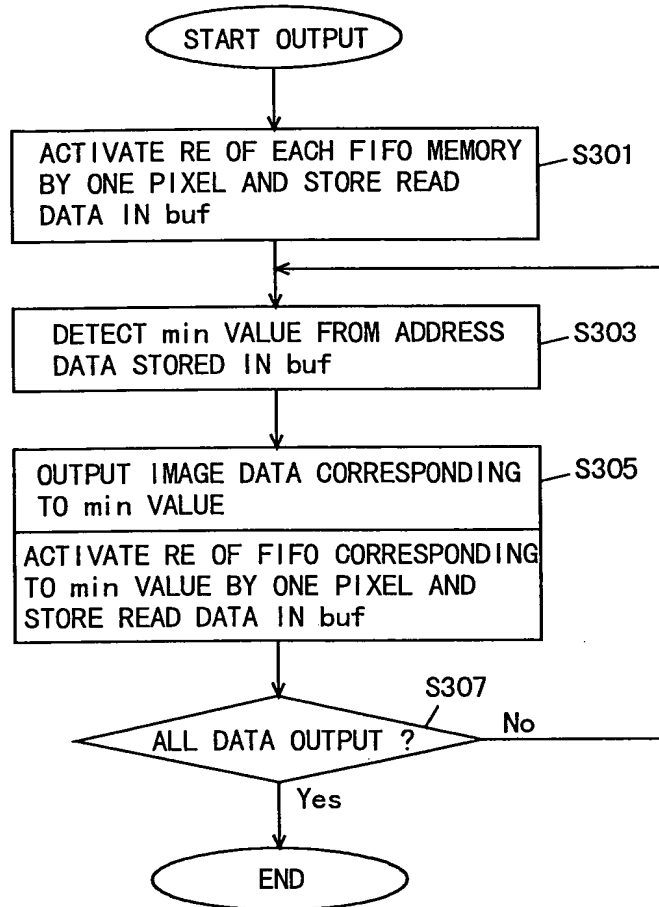 START OUTPUT
ACTIVATE RE OF EACH FIFO MEMORY
BY ONE PIXEL AND STORE READ
DATA IN buf
S301
DETECT min VALUE FROM ADDRESS
DATA STORED IN buf
S303
OUTPUT IMAGE DATA CORRESPONDING
TO min VALUE
S305
ACTIVATE RE OF FIFO CORRESPONDING
TO min VALUE BY ONE PIXEL AND
STORE READ DATA IN buf
S307
ALL DATA OUTPUT ?
No
Yes
END